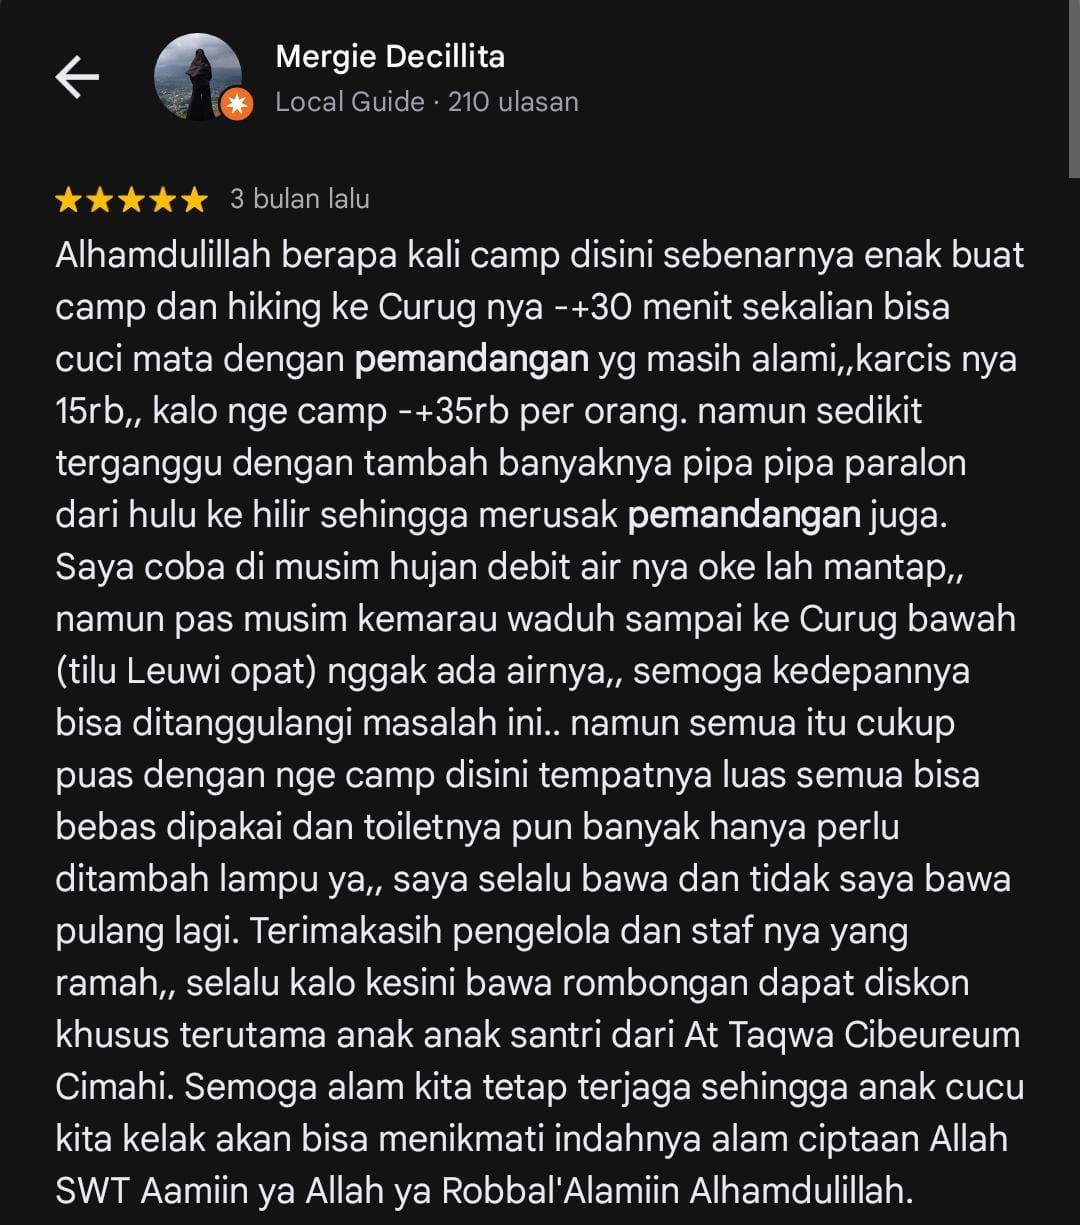 Mergie Decillita
Local Guide · 210 ulasan
3 bulan lalu
Alhamdulillah berapa kali camp disini sebenarnya enak buat
camp dan hiking ke Curug nya -+30 menit sekalian bisa
cuci mata dengan pemandangan yg masih alami,,karcis nya
15rb,, kalo nge camp -+35rb per orang. namun sedikit
terganggu dengan tambah banyaknya pipa pipa paralon
dari hulu ke hilir sehingga merusak pemandangan juga.
Saya coba di musim hujan debit air nya oke lah mantap,,
namun pas musim kemarau waduh sampai ke Curug bawah
(tilu Leuwi opat) nggak ada airnya,, semoga kedepannya
bisa ditanggulangi masalah ini.. namun semua itu cukup
puas dengan nge camp disini tempatnya luas semua bisa
bebas dipakai dan toiletnya pun banyak hanya perlu
ditambah lampu ya,, saya selalu bawa dan tidak saya bawa
pulang lagi. Terimakasih pengelola dan staf nya yang
ramah,, selalu kalo kesini bawa rombongan dapat diskon
khusus terutama anak anak santri dari At Taqwa Cibeureum
Cimahi. Semoga alam kita tetap terjaga sehingga anak cucu
kita kelak akan bisa menikmati indahnya alam ciptaan Allah
SWT Aamiin ya Allah ya Robbal'Alamiin Alhamdulillah.